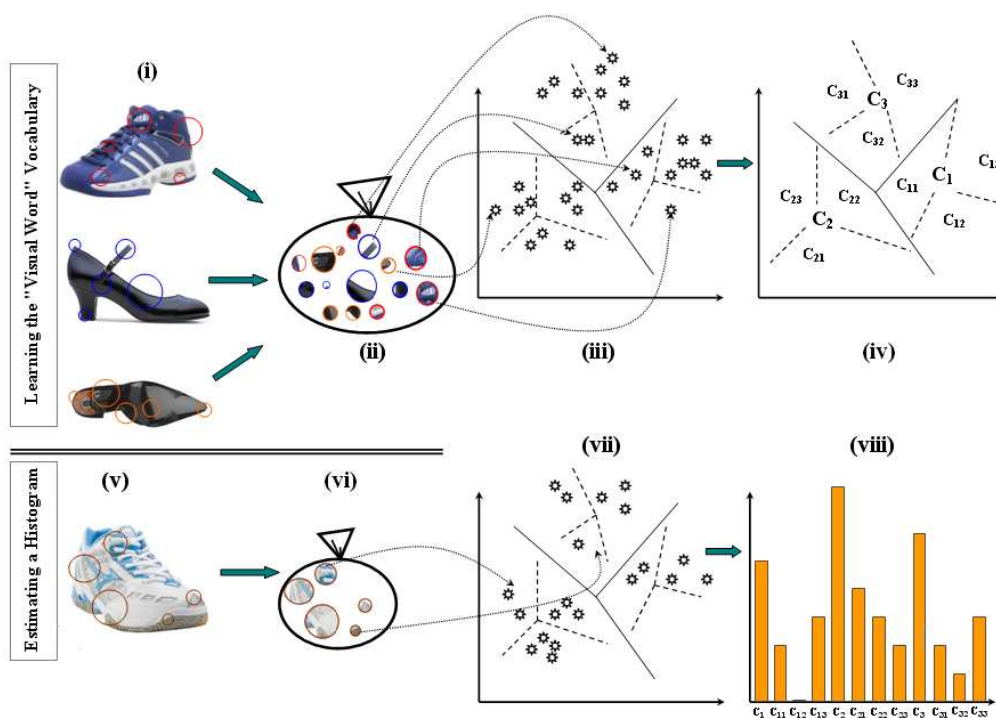 Learning the "Visual Word" Vocabulary
(i)
(ii)
(iii)
(iv)
C31
C33
C3
C32
C23
C22
C2
C21
C11
C1
C12
Estimating a Histogram
(v)
(vi)
(vii)
(viii)
C1 C11 C12 C13 C2 C21 C22 C23 C3 C31 C32 C33